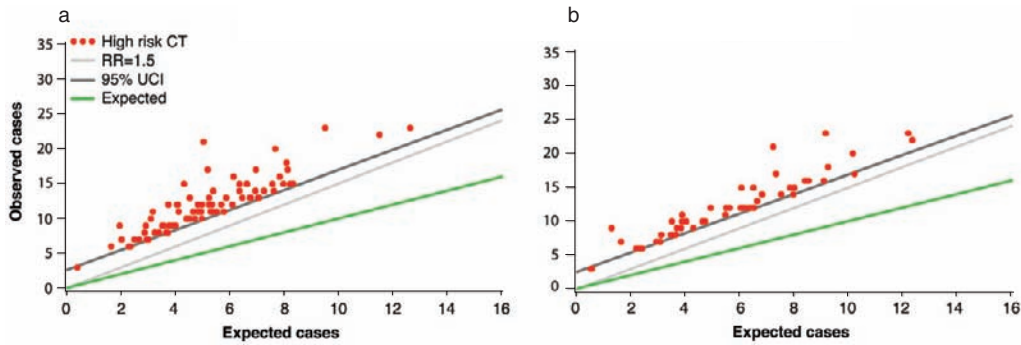 a
High risk CT
RR=1.5
95% UCI
Expected
35
30
25
20
15
10
5
0
Observed cases
0 2 4 6 8 10 12 14 16
Expected cases
b
35
30
25
20
15
10
5
0
0 2 4 6 8 10 12 14 16
Expected cases